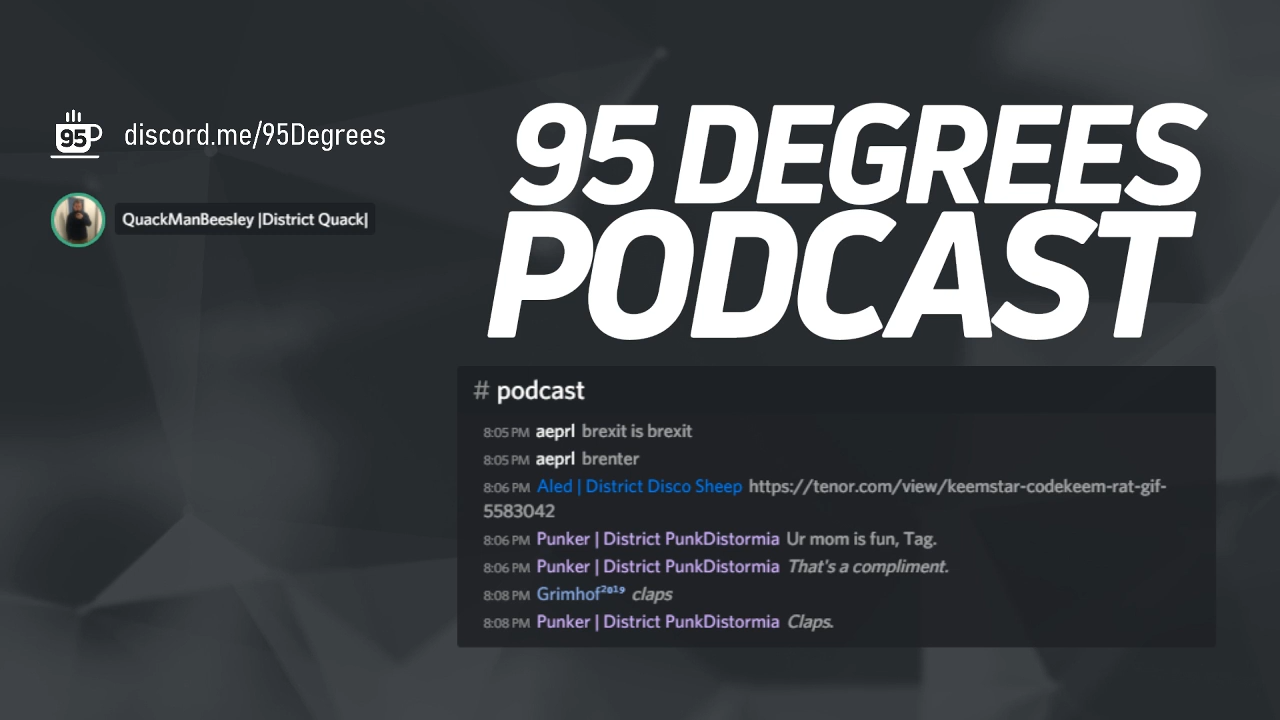 95
discord.me/95Degrees
QuackManBeesley |District Quack|
95 DEGREES
PODCAST
# podcast
8:05 PM aeprl brexit is brexit
8:05 PM aeprl brenter
8:06 PM Aled | District Disco Sheep https://tenor.com/view/keemstar-codekeem-rat-gif-
5583042
8:06 PM Punker | District PunkDistormia Ur mom is fun, Tag.
8:06 PM Punker | District PunkDistormia That's a compliment.
8:08 PM Grimhof²⁰¹⁹ claps
8:08 PM Punker | District PunkDistormia Claps.